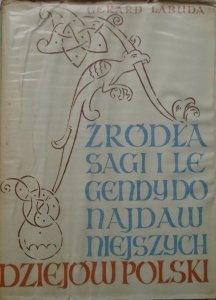 GERARD LABUDA
ŹRÓDŁA
SAGI I LE
GENDY DO
NAJDAW
NIEJSZYCH
DZIEJÓW POLSKI